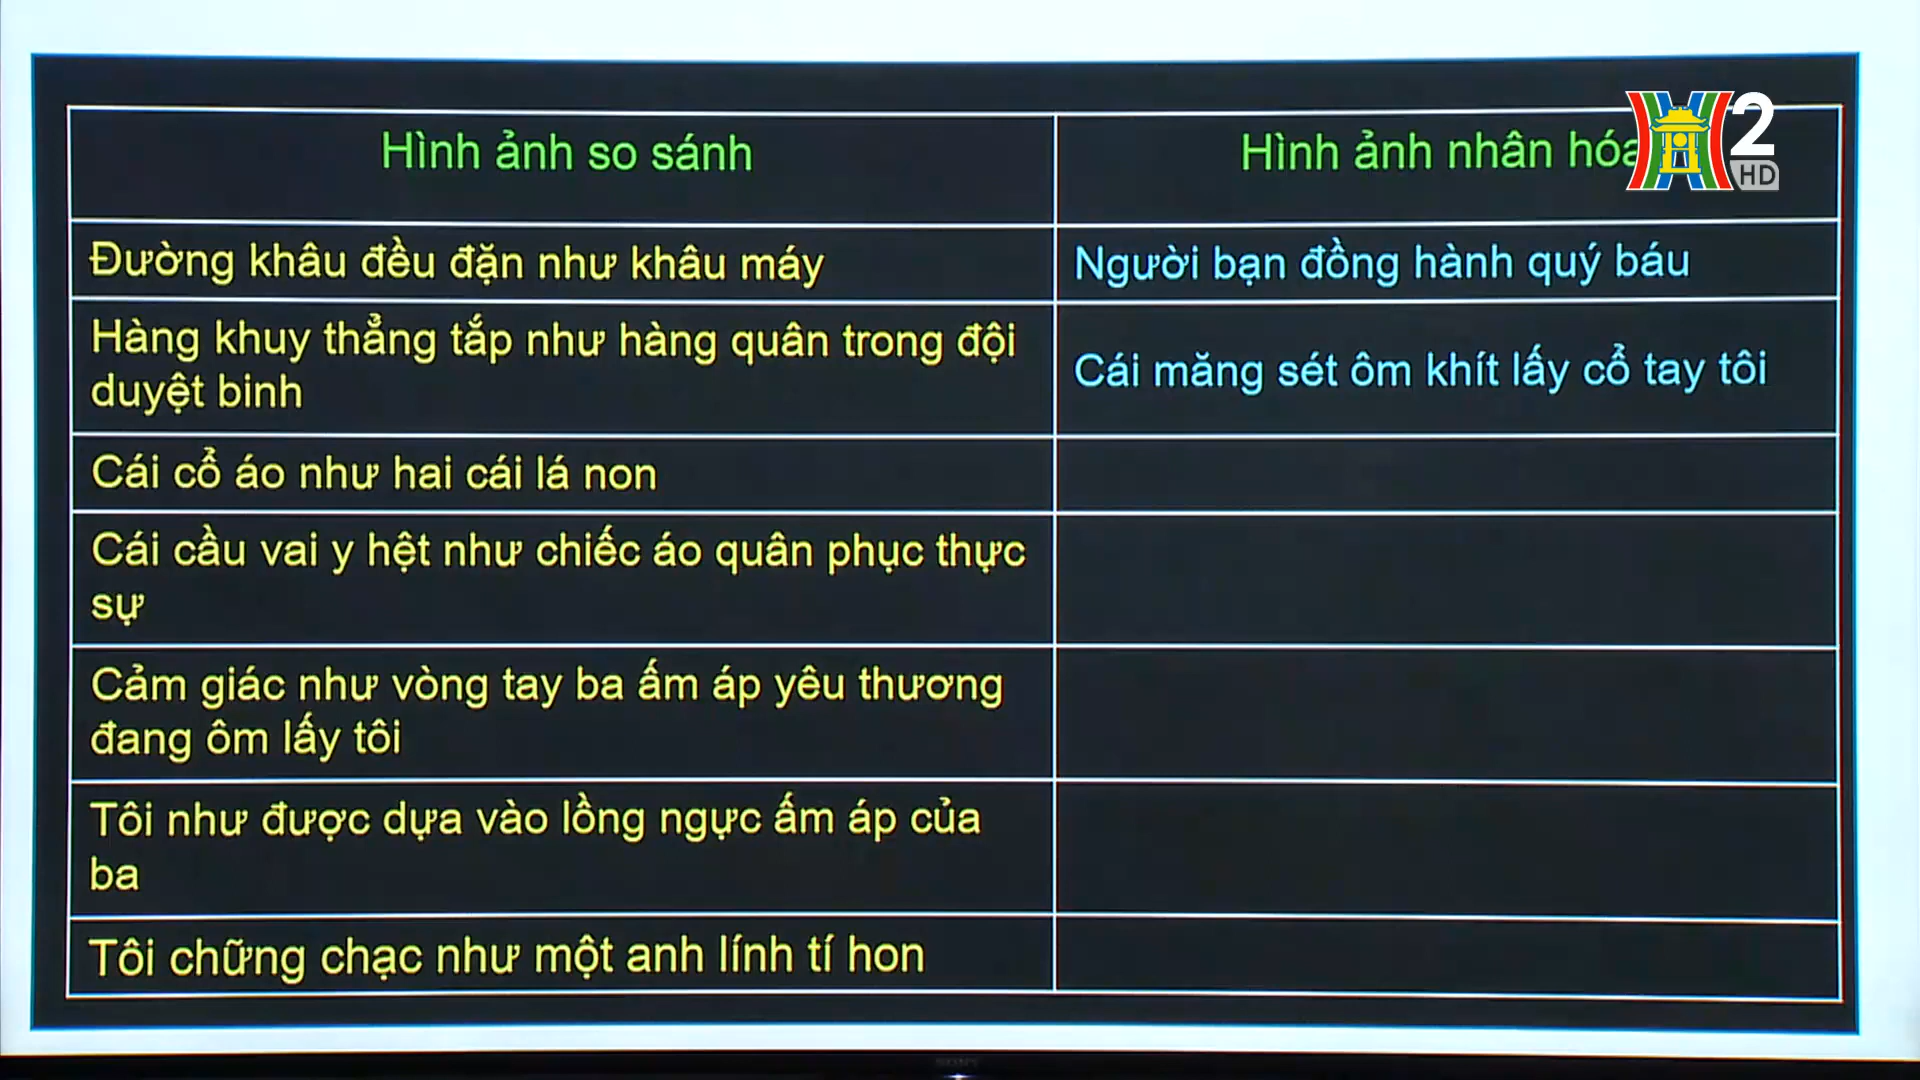 Hình ảnh so sánh
Hình ảnh nhân hóa
2
HD
Đường khâu đều đặn như khâu máy
Người bạn đồng hành quý báu
Hàng khuy thẳng tắp như hàng quân trong đội
duyệt binh
Cái măng sét ôm khít lấy cổ tay tôi
Cái cổ áo như hai cái lá non
Cái cầu vai y hệt như chiếc áo quân phục thực
sự
Cảm giác như vòng tay ba ấm áp yêu thương
đang ôm lấy tôi
Tôi như được dựa vào lồng ngực ấm áp của
ba
Tôi chững chạc như một anh lính tí hon